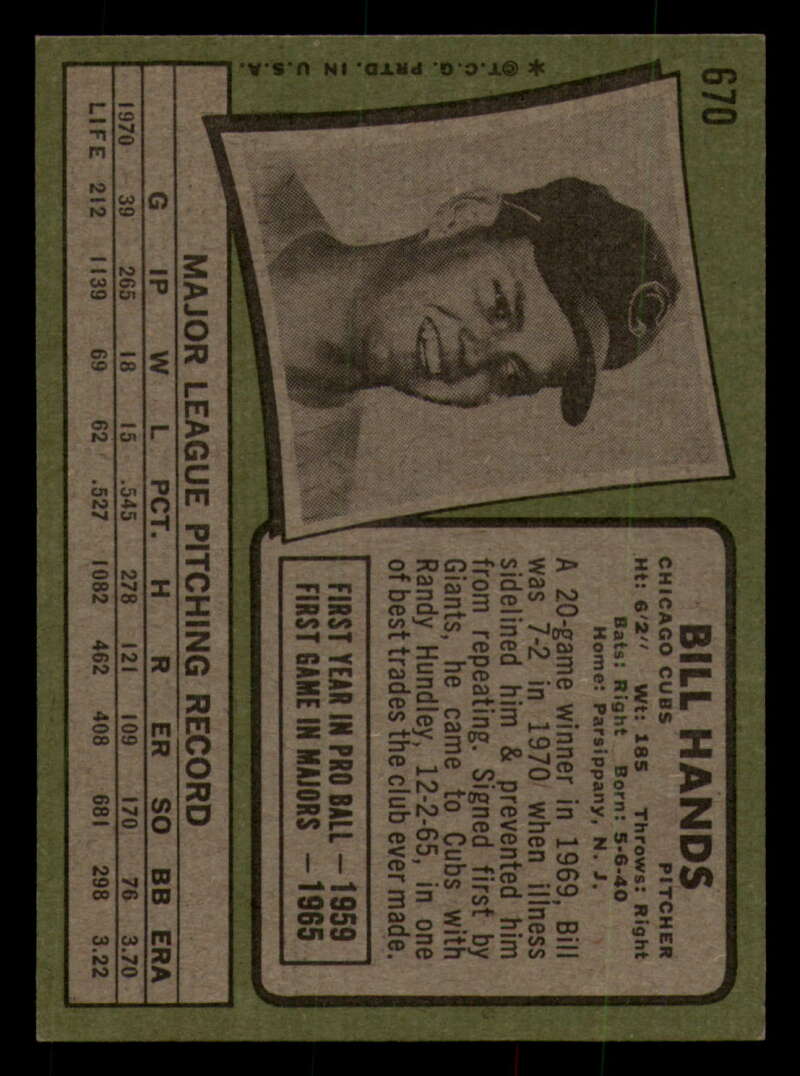 670
*©T.C.G. PRTD. IN U.S.A.
BILL HANDS
CHICAGO CUBS PITCHER
Ht: 6'2" Wt: 185 Throws: Right
Bats: Right Born: 5-6-40
Home: Parsippany, N. J.
A 20-game winner in 1969, Bill
was 7-2 in 1970 when illness
sidelined him & prevented him
from repeating. Signed first by
Giants, he came to Cubs with
Randy Hundley, 12-2-65, in one
of best trades the club ever made.
FIRST YEAR IN PRO BALL — 1959
FIRST GAME IN MAJORS — 1965
MAJOR LEAGUE PITCHING RECORD
G IP W L PCT. H R ER SO BB ERA
1970 39 265 18 15 .545 278 121 109 170 76 3.70
LIFE 212 1139 69 62 .527 1082 462 408 681 298 3.22